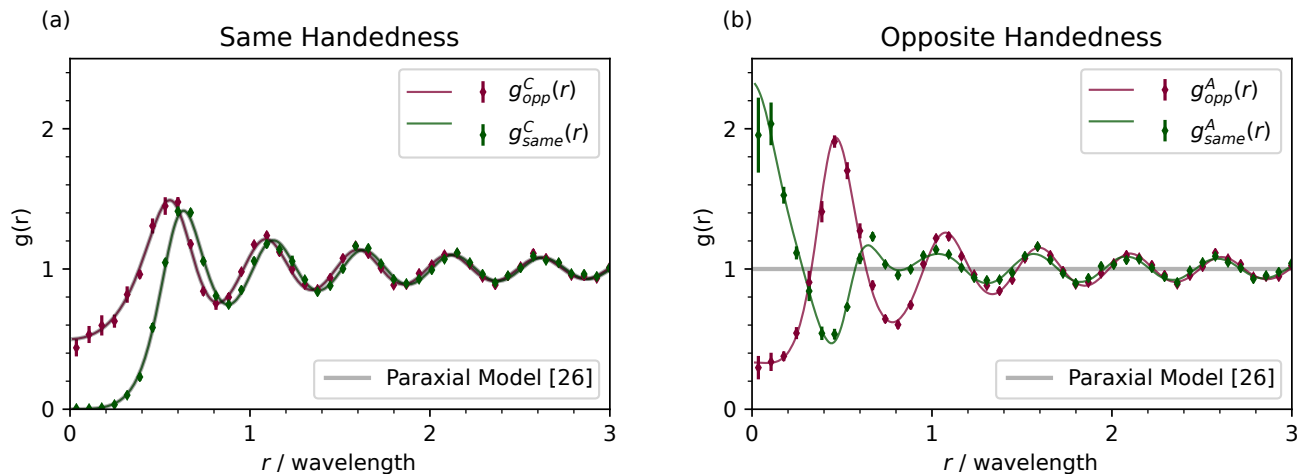 (a)
Same Handedness
g^C_opp(r)
g^C_same(r)
Paraxial Model [26]
g(r)
2
1
0
0 1 2 3
r / wavelength
(b)
Opposite Handedness
g^A_opp(r)
g^A_same(r)
Paraxial Model [26]
g(r)
2
1
0
0 1 2 3
r / wavelength